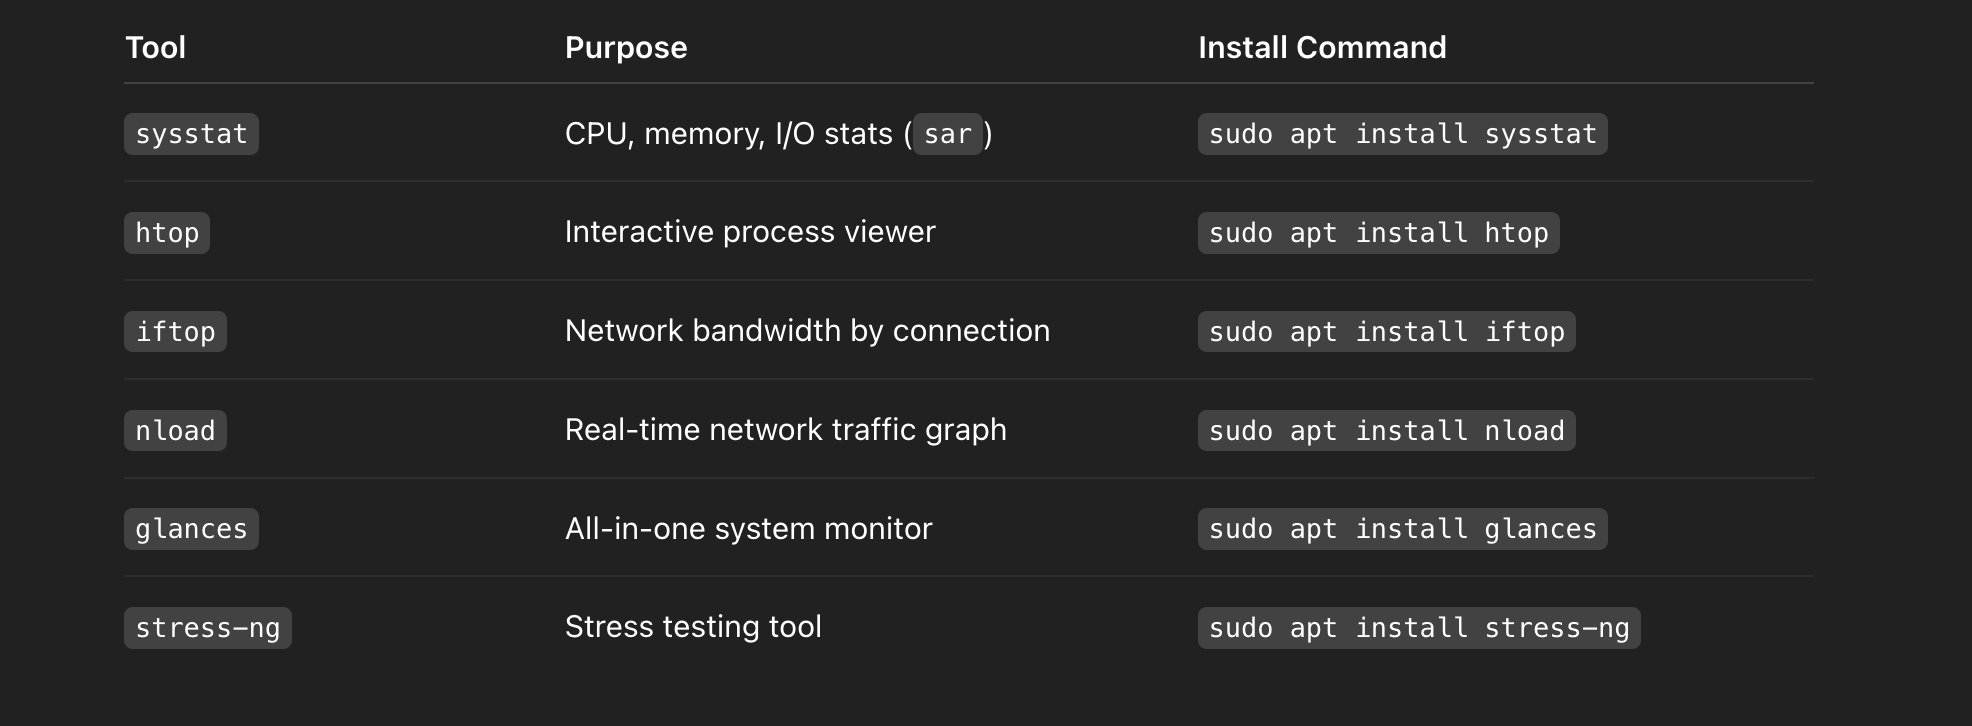 Tool Purpose Install Command
sysstat CPU, memory, I/O stats (sar) sudo apt install sysstat
htop Interactive process viewer sudo apt install htop
iftop Network bandwidth by connection sudo apt install iftop
nload Real-time network traffic graph sudo apt install nload
glances All-in-one system monitor sudo apt install glances
stress-ng Stress testing tool sudo apt install stress-ng